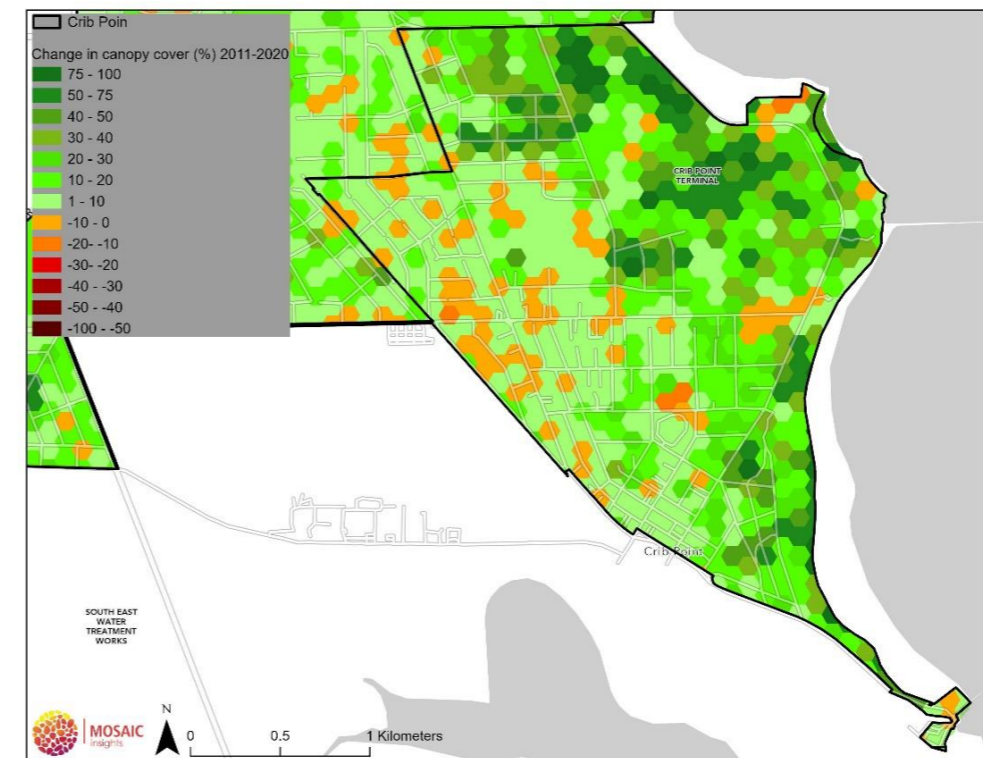 Crib Poin
Change in canopy cover (%) 2011-2020
75 - 100
50 - 75
40 - 50
30 - 40
20 - 30
10 - 20
1 - 10
-10 - 0
-20- -10
-30- -20
-40 - -30
-50 - -40
-100 - -50
CRIB POINT
TERMINAL
Crib Point
SOUTH EAST
WATER
TREATMENT
WORKS
MOSAIC
insights
N
0 0.5 1 Kilometers